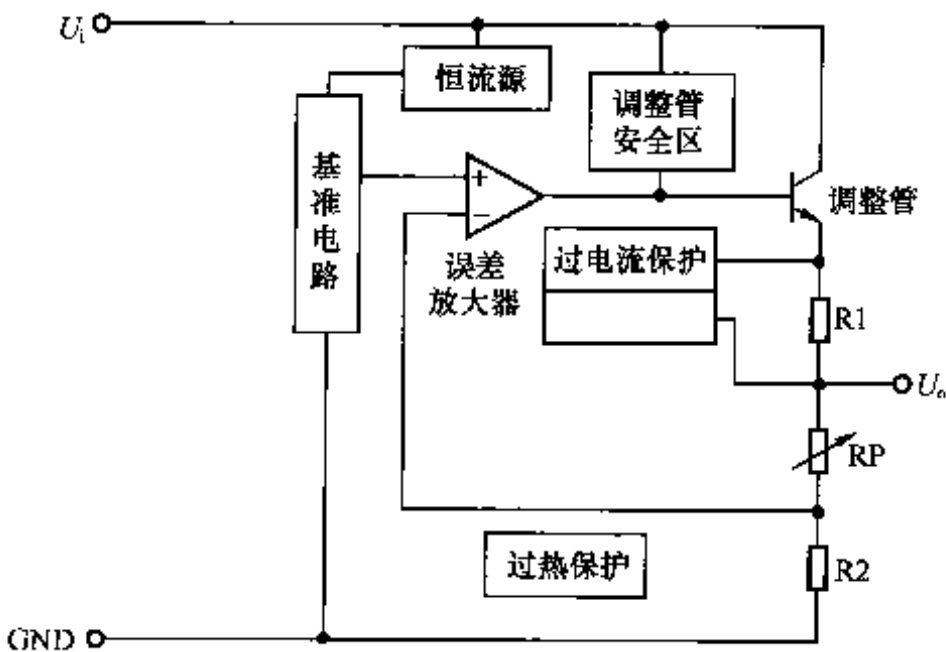 Ui
恒流源
调整管
安全区
基
准
电
路
+
−
误差
放大器
调整管
过电流保护
R1
Uo
RP
过热保护
R2
GND